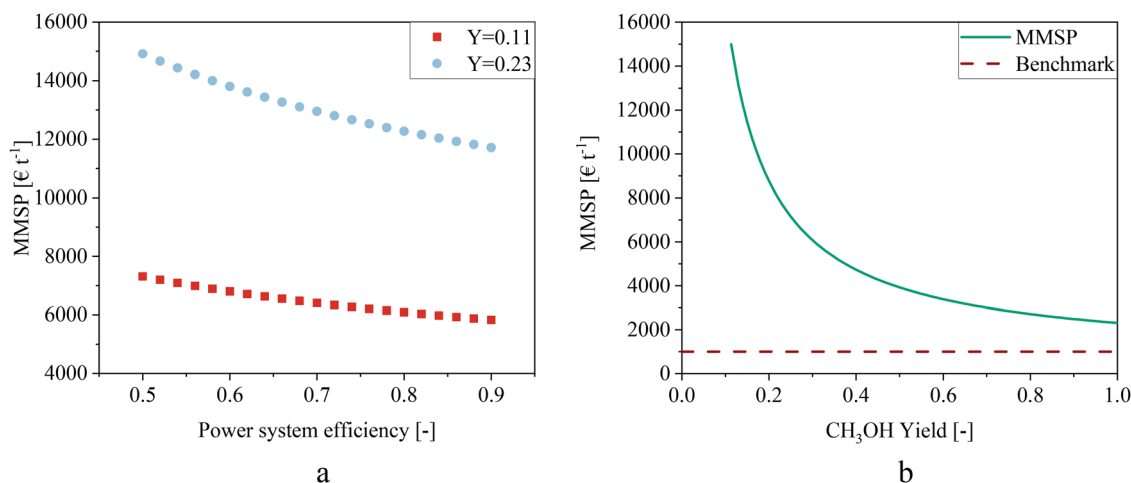 16000
14000
12000
10000
8000
6000
4000
MMSP [€ t⁻¹]
Y=0.11
Y=0.23
0.5 0.6 0.7 0.8 0.9
Power system efficiency [-]
a
16000
14000
12000
10000
8000
6000
4000
2000
0
MMSP [€ t⁻¹]
MMSP
Benchmark
0.0 0.2 0.4 0.6 0.8 1.0
CH₃OH Yield [-]
b